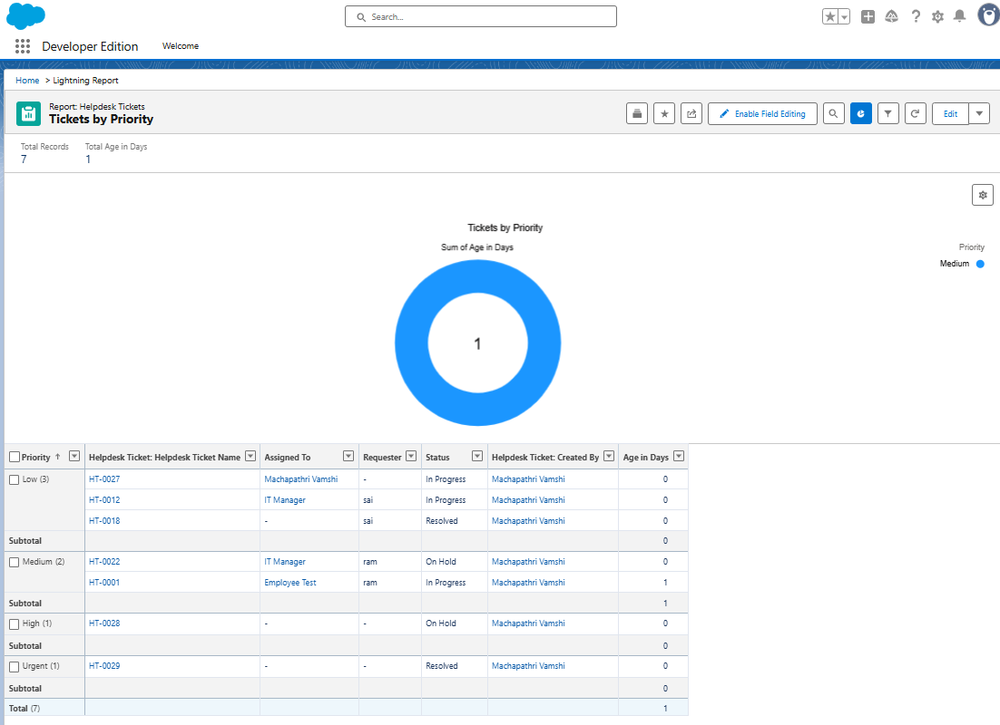 Search...
Developer Edition Welcome
Home > Lightning Report
Report: Helpdesk Tickets
Tickets by Priority
Enable Field Editing Edit
Total Records Total Age in Days
7 1
Tickets by Priority
Sum of Age in Days
Priority
Medium
1
Priority ↑ Helpdesk Ticket: Helpdesk Ticket Name Assigned To Requester Status Helpdesk Ticket: Created By Age in Days
Low (3) HT-0027 Machapathri Vamshi - In Progress Machapathri Vamshi 0
HT-0012 IT Manager sai In Progress Machapathri Vamshi 0
HT-0018 - sai Resolved Machapathri Vamshi 0
Subtotal 0
Medium (2) HT-0022 IT Manager ram On Hold Machapathri Vamshi 0
HT-0001 Employee Test ram In Progress Machapathri Vamshi 1
Subtotal 1
High (1) HT-0028 - - On Hold Machapathri Vamshi 0
Subtotal 0
Urgent (1) HT-0029 - - Resolved Machapathri Vamshi 0
Subtotal 0
Total (7) 1